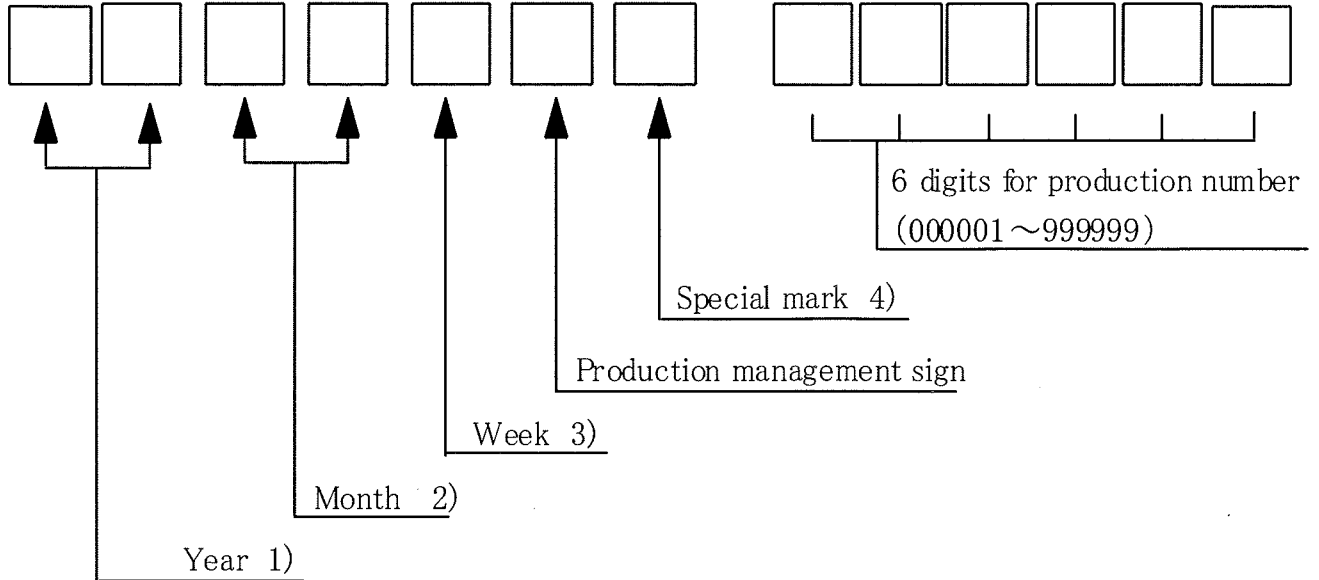 6 digits for production number
(000001～999999)
Special mark 4)
Production management sign
Week 3)
Month 2)
Year 1)